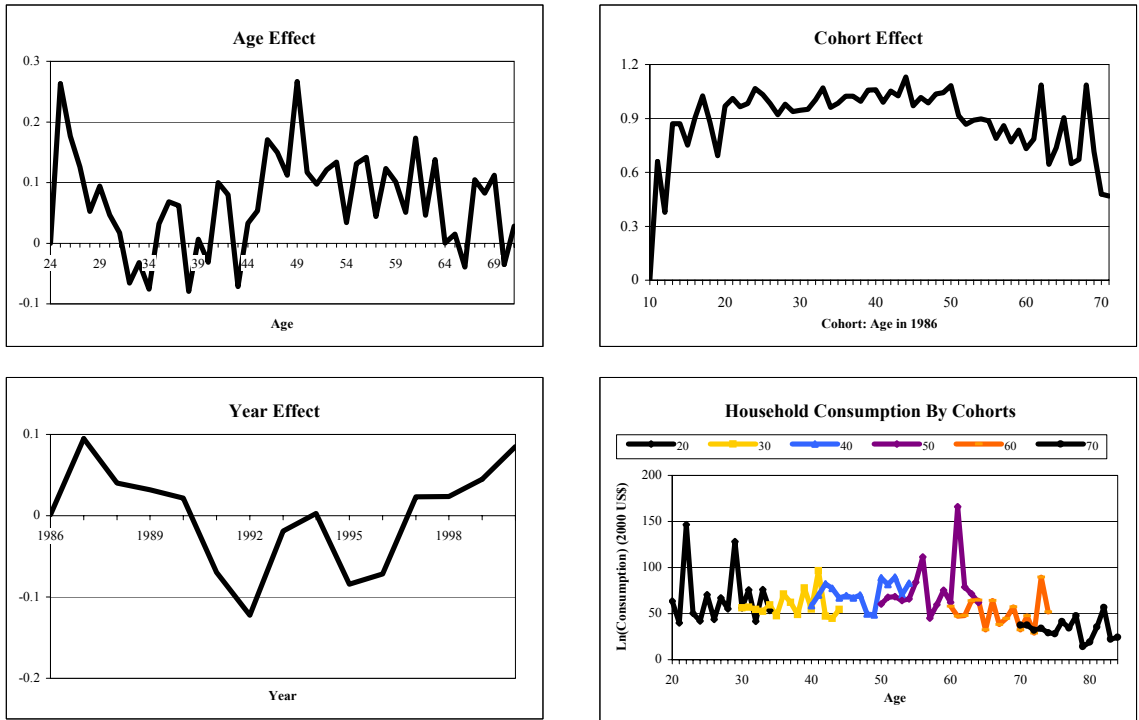 Age Effect
0.3
0.2
0.1
0
-0.1
24 29 34 39 44 49 54 59 64 69
Age
Cohort Effect
1.2
0.9
0.6
0.3
0
10 20 30 40 50 60 70
Cohort: Age in 1986
Year Effect
0.1
0
-0.1
-0.2
1986 1989 1992 1995 1998
Year
Household Consumption By Cohorts
20 30 40 50 60 70
Ln(Consumption) (2000 US$)
200
150
100
50
0
20 30 40 50 60 70 80
Age